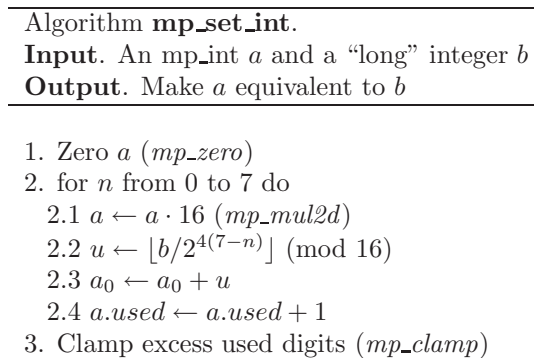 Algorithm mp_set_int.
Input. An mp_int a and a “long” integer b
Output. Make a equivalent to b
1. Zero a (mp_zero)
2. for n from 0 to 7 do
2.1 a ← a · 16 (mp_mul2d)
2.2 u ← ⌊b/2^{4(7−n)}⌋ (mod 16)
2.3 a₀ ← a₀ + u
2.4 a.used ← a.used + 1
3. Clamp excess used digits (mp_clamp)